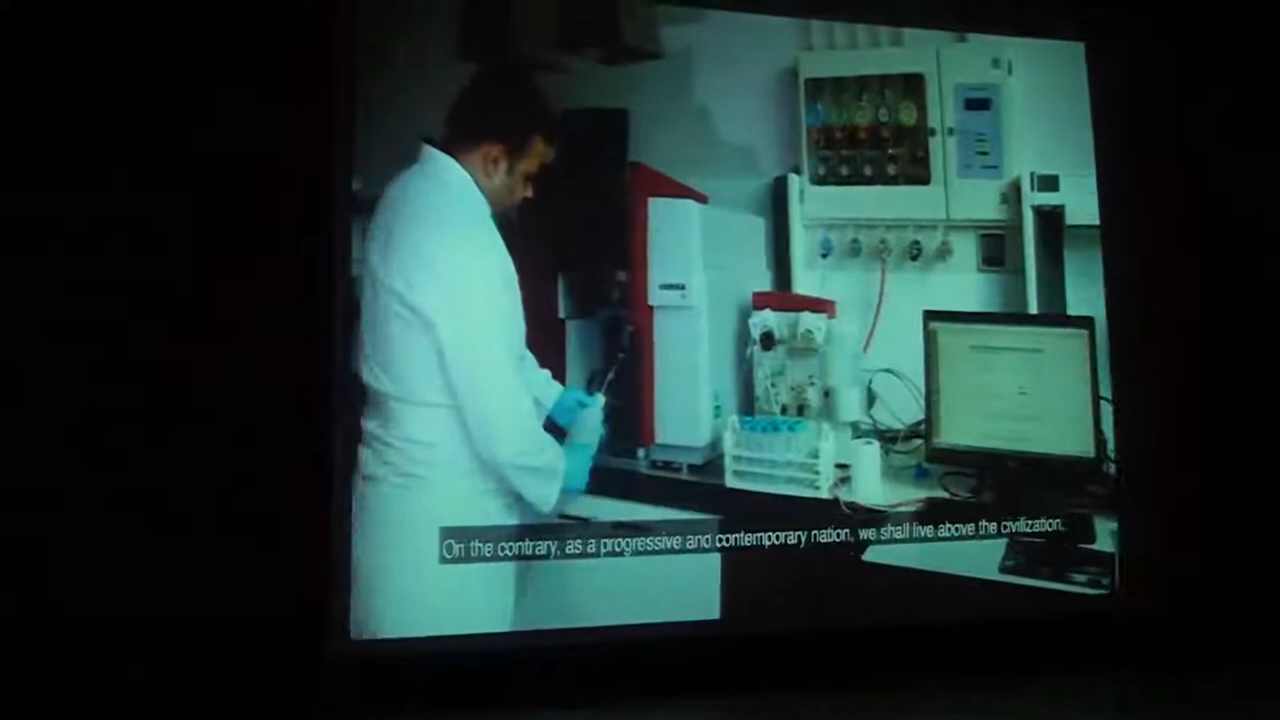 On the contrary, as a progressive and contemporary nation, we shall live above the civilization.